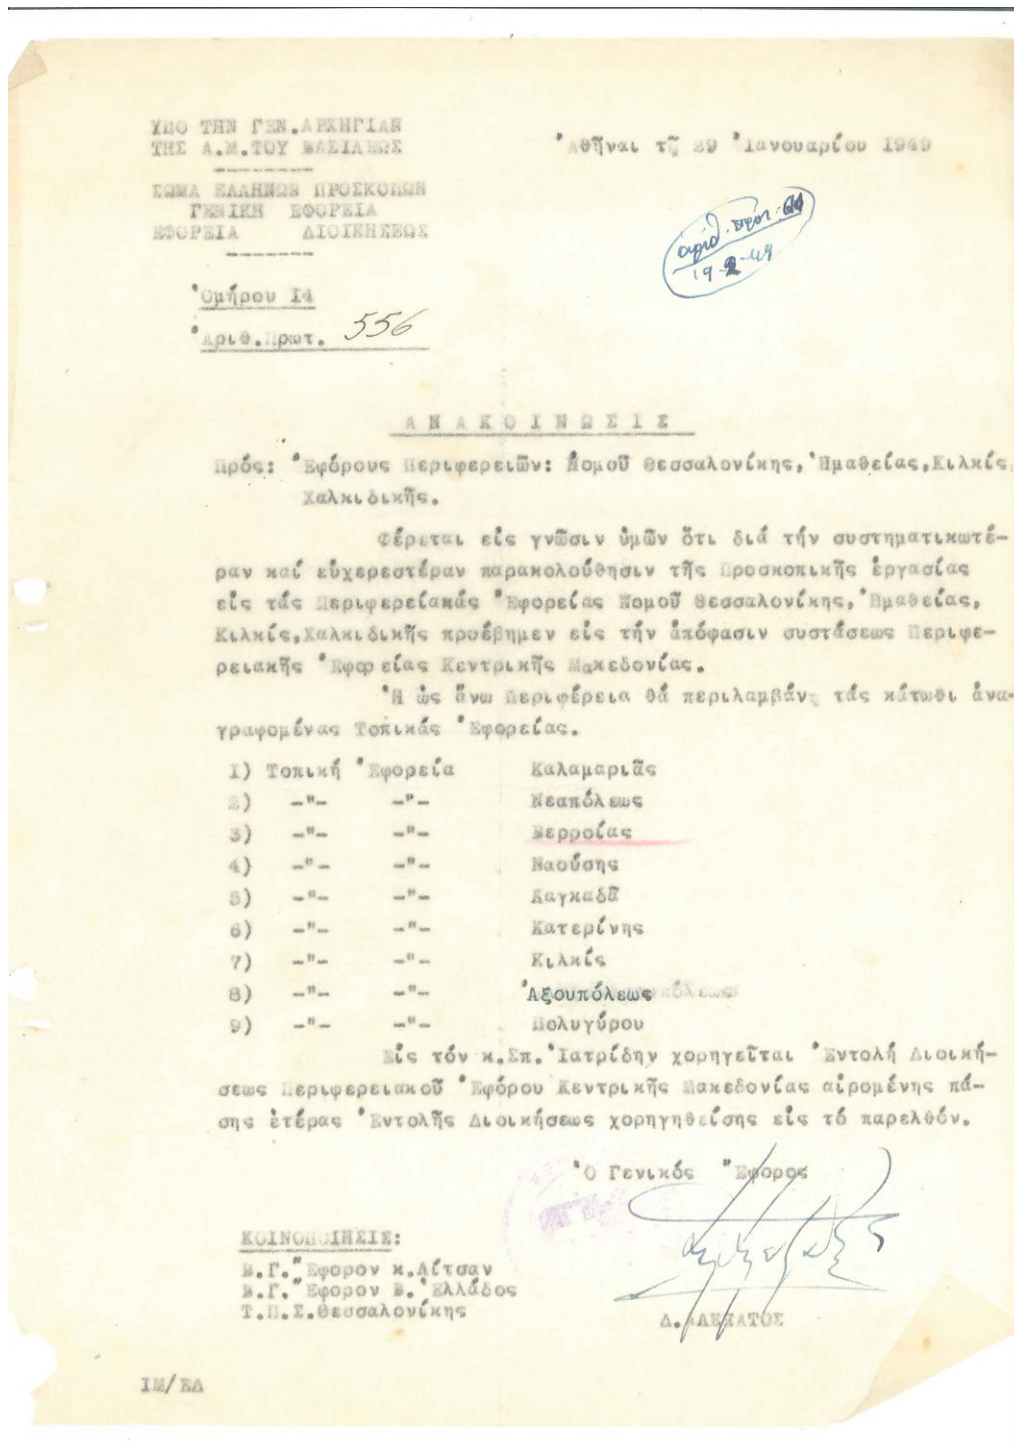 ΥΠΟ ΤΗΝ ΓΕΝ.ΑΡΧΗΓΙΑΝ
ΤΗΣ Α.Μ.ΤΟΥ ΒΑΣΙΛΕΩΣ
ΣΩΜΑ ΕΛΛΗΝΩΝ ΠΡΟΣΚΟΠΩΝ
ΓΕΝΙΚΗ ΕΦΟΡΕΙΑ
ΕΦΟΡΕΙΑ ΔΙΟΙΚΗΣΕΩΣ
Ὁμήρου 14
Ἀριθ.Πρωτ. 556
Ἀθῆναι τῇ 29 Ἰανουαρίου 1949
ἀριθ. πρωτ.
19-2-49
ΑΝΑΚΟΙΝΩΣΙΣ
Πρός: Ἐφόρους Περιφερειῶν: Νομοῦ Θεσσαλονίκης, Ἠμαθείας, Κιλκίς
Χαλκιδικῆς.
Φέρεται εἰς γνῶσιν ὑμῶν ὅτι διά τήν συστηματικωτέ-
ραν καί εὐχερεστέραν παρακολούθησιν τῆς Προσκοπικῆς ἐργασίας
εἰς τάς Περιφερειακάς Ἐφορείας Νομοῦ Θεσσαλονίκης, Ἠμαθείας,
Κιλκίς, Χαλκιδικῆς προέβημεν εἰς τήν ἀπόφασιν συστάσεως Περιφε-
ρειακῆς Ἐφορείας Κεντρικῆς Μακεδονίας.
Ἡ ὡς ἄνω Περιφέρεια θά περιλαμβάνῃ τάς κάτωθι ἀνα-
γραφομένας Τοπικάς Ἐφορείας.
1) Τοπική Ἐφορεία Καλαμαριᾶς
2) -"- -"- Νεαπόλεως
3) -"- -"- Βερροίας
4) -"- -"- Ναούσης
5) -"- -"- Λαγκαδᾶ
6) -"- -"- Κατερίνης
7) -"- -"- Κιλκίς
8) -"- -"- Ἀξουπόλεως
9) -"- -"- Πολυγύρου
Εἰς τόν κ.Σπ. Ἰατρίδην χορηγεῖται Ἐντολή Διοική-
σεως Περιφερειακοῦ Ἐφόρου Κεντρικῆς Μακεδονίας αἰρομένης πά-
σης ἑτέρας Ἐντολῆς Διοικήσεως χορηγηθείσης εἰς τό παρελθόν.
Ὁ Γενικός Ἔφορος
ΚΟΙΝΟΠΟΙΗΣΙΣ:
Β.Γ. Ἔφορον κ.Λίτσαν
Β.Γ. Ἔφορον Β. Ἑλλάδος
Τ.Π.Σ.Θεσσαλονίκης
Δ.ΑΛΕΞΑΤΟΣ
ΙΜ/ΕΔ